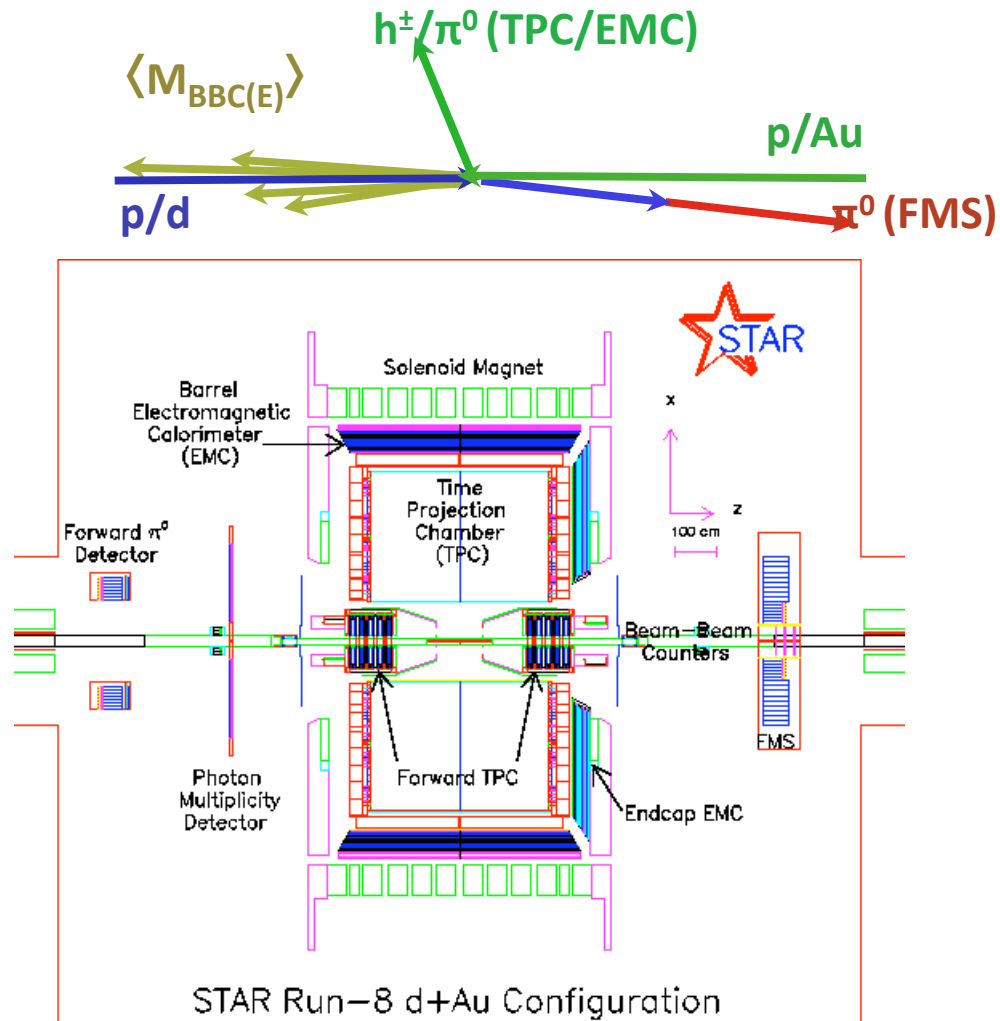 h±/π⁰ (TPC/EMC)
⟨M_BBC(E)⟩
p/Au
p/d
π⁰ (FMS)
STAR
Solenoid Magnet
Barrel
Electromagnetic
Calorimeter
(EMC)
x
Time
Projection
Chamber
(TPC)
z
100 cm
Forward π⁰
Detector
Beam-Beam
Counters
FMS
Forward TPC
Photon
Multiplicity
Detector
Endcap EMC
STAR Run-8 d+Au Configuration